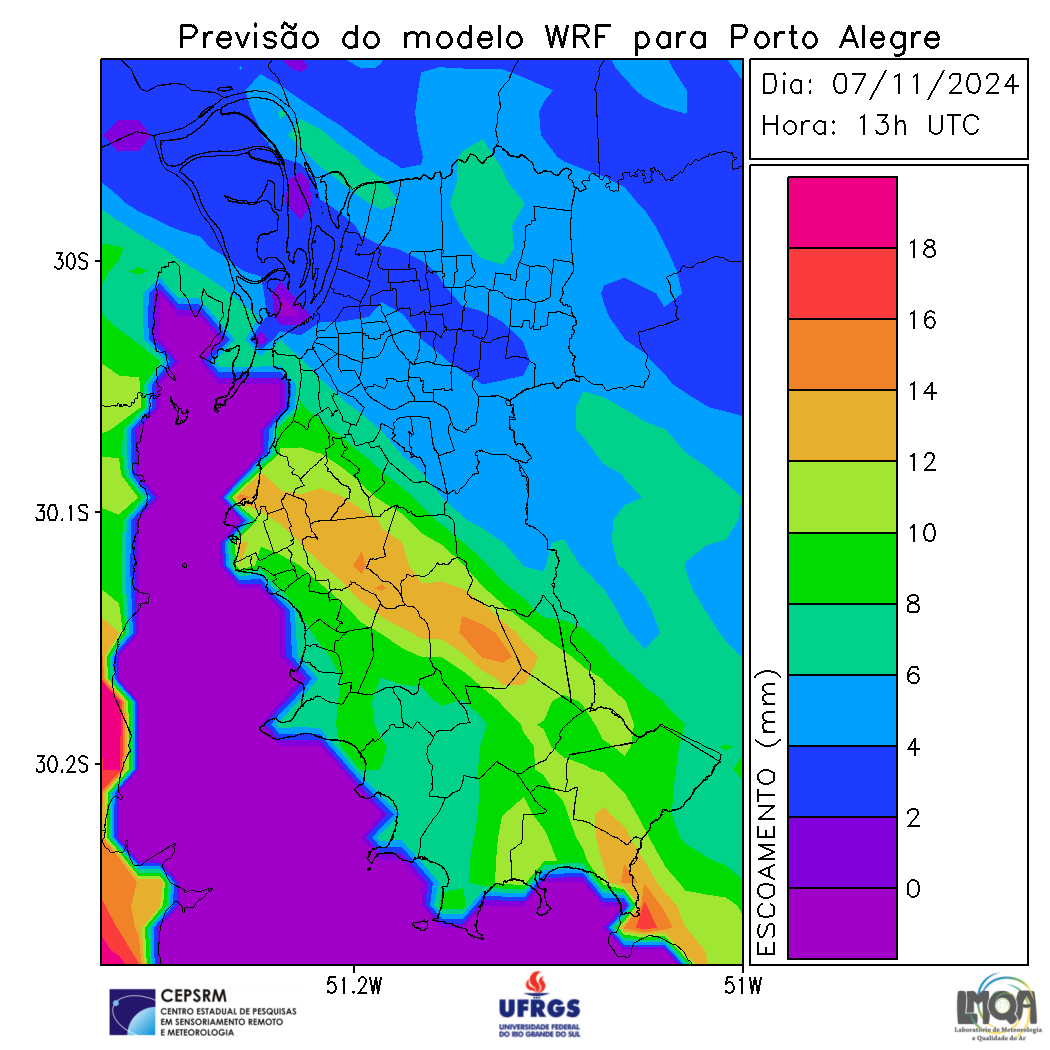 Previsão do modelo WRF para Porto Alegre
Dia: 07/11/2024
Hora: 13h UTC
30S
30.1S
30.2S
51.2W
51W
ESCOAMENTO (mm)
18
16
14
12
10
8
6
4
2
0
CEPSRM
CENTRO ESTADUAL DE PESQUISAS
EM SENSORIAMENTO REMOTO
E METEOROLOGIA
UFRGS
UNIVERSIDADE FEDERAL
DO RIO GRANDE DO SUL
LMQA
Laboratório de Meteorologia
e Qualidade do Ar